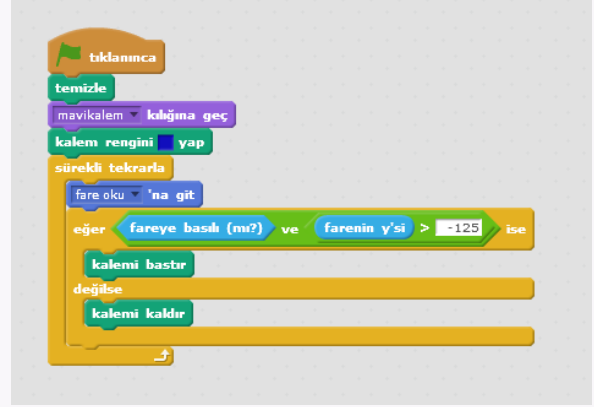 tıklanınca
temizle
mavikalem kılığına geç
kalem rengini yap
sürekli tekrarla
fare oku 'na git
eğer fareye basılı (mı?) ve farenin y'si > -125 ise
kalemi bastır
değilse
kalemi kaldır